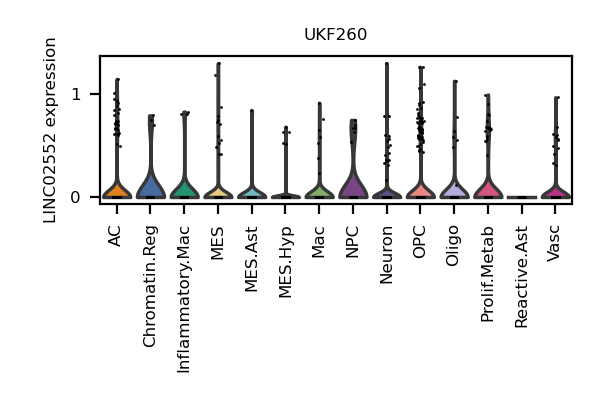 UKF260
LINC02552 expression
1
0
AC
Chromatin.Reg
Inflammatory.Mac
MES
MES.Ast
MES.Hyp
Mac
NPC
Neuron
OPC
Oligo
Prolif.Metab
Reactive.Ast
Vasc